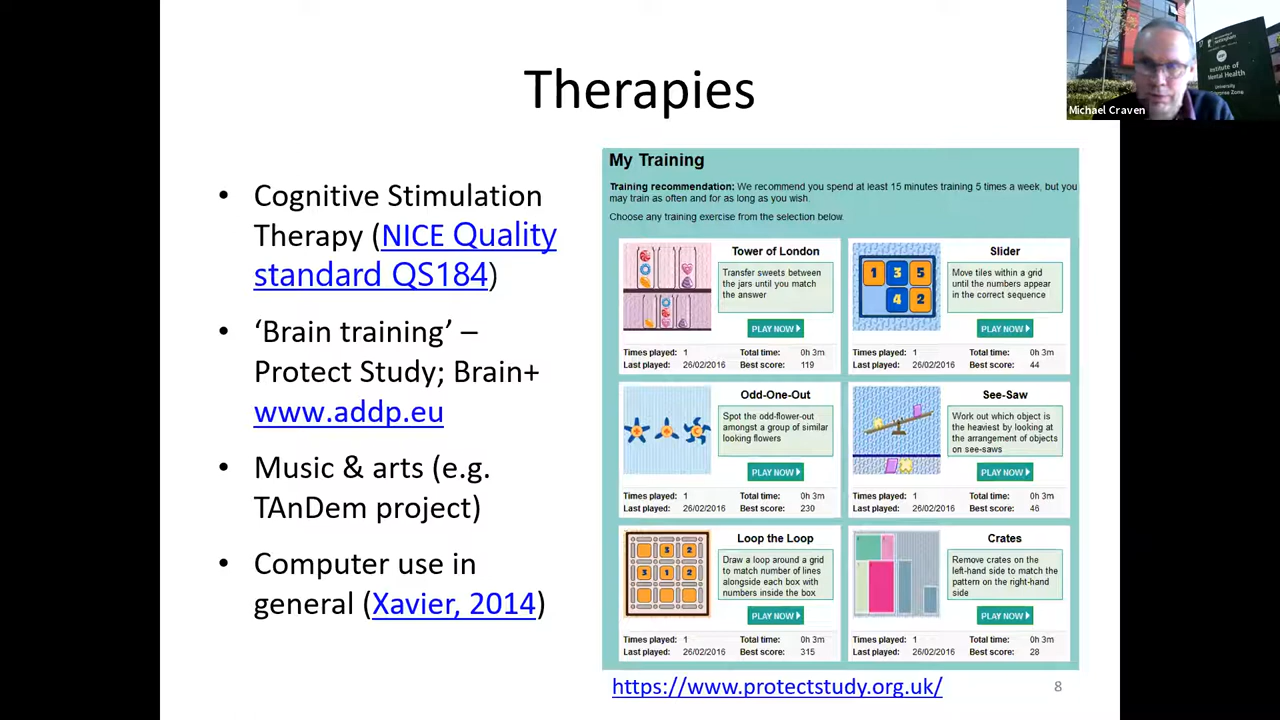 Therapies
• Cognitive Stimulation
Therapy (NICE Quality
standard QS184)
• ‘Brain training’ –
Protect Study; Brain+
www.addp.eu
• Music & arts (e.g.
TAnDem project)
• Computer use in
general (Xavier, 2014)
My Training
Training recommendation: We recommend you spend at least 15 minutes training 5 times a week, but you
may train as often and for as long as you wish.
Choose any training exercise from the selection below.
Tower of London
Transfer sweets between
the jars until you match
the answer
PLAY NOW
Times played: 1 Total time: 0h 3m
Last played: 26/02/2016 Best score: 119
1 3 5
4 2
Slider
Move tiles within a grid
until the numbers appear
in the correct sequence
PLAY NOW
Times played: 1 Total time: 0h 3m
Last played: 26/02/2016 Best score: 44
Odd-One-Out
Spot the odd-flower-out
amongst a group of similar
looking flowers
PLAY NOW
Times played: 1 Total time: 0h 3m
Last played: 26/02/2016 Best score: 230
See-Saw
Work out which object is
the heaviest by looking at
the arrangement of objects
on see-saws
PLAY NOW
Times played: 1 Total time: 0h 3m
Last played: 26/02/2016 Best score: 46
3 2
3 1 2
Loop the Loop
Draw a loop around a grid
to match number of lines
alongside each box with
numbers inside the box
PLAY NOW
Times played: 1 Total time: 0h 3m
Last played: 26/02/2016 Best score: 315
Crates
Remove crates on the
left-hand side to match the
pattern on the right-hand
side
PLAY NOW
Times played: 1 Total time: 0h 3m
Last played: 26/02/2016 Best score: 28
https://www.protectstudy.org.uk/
8
Institute of
Mental Health
Michael Craven